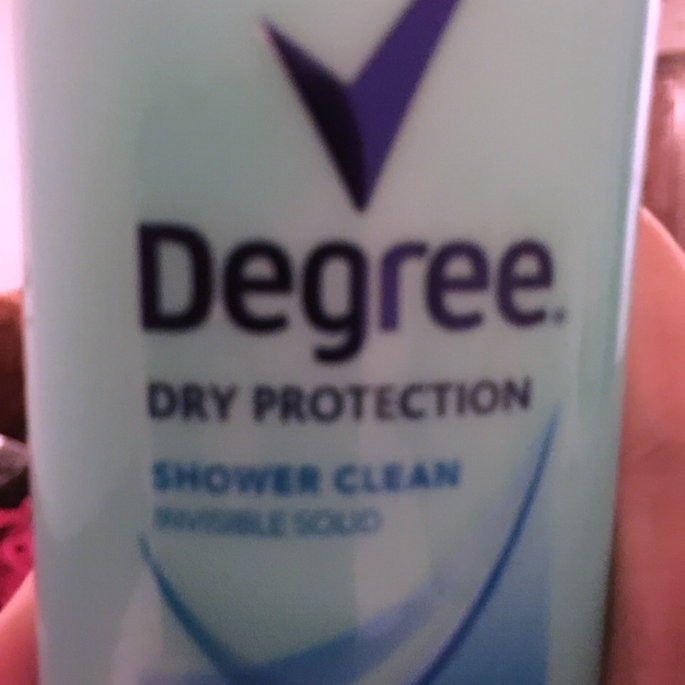 Degree.
DRY PROTECTION
SHOWER CLEAN
INVISIBLE SOLID